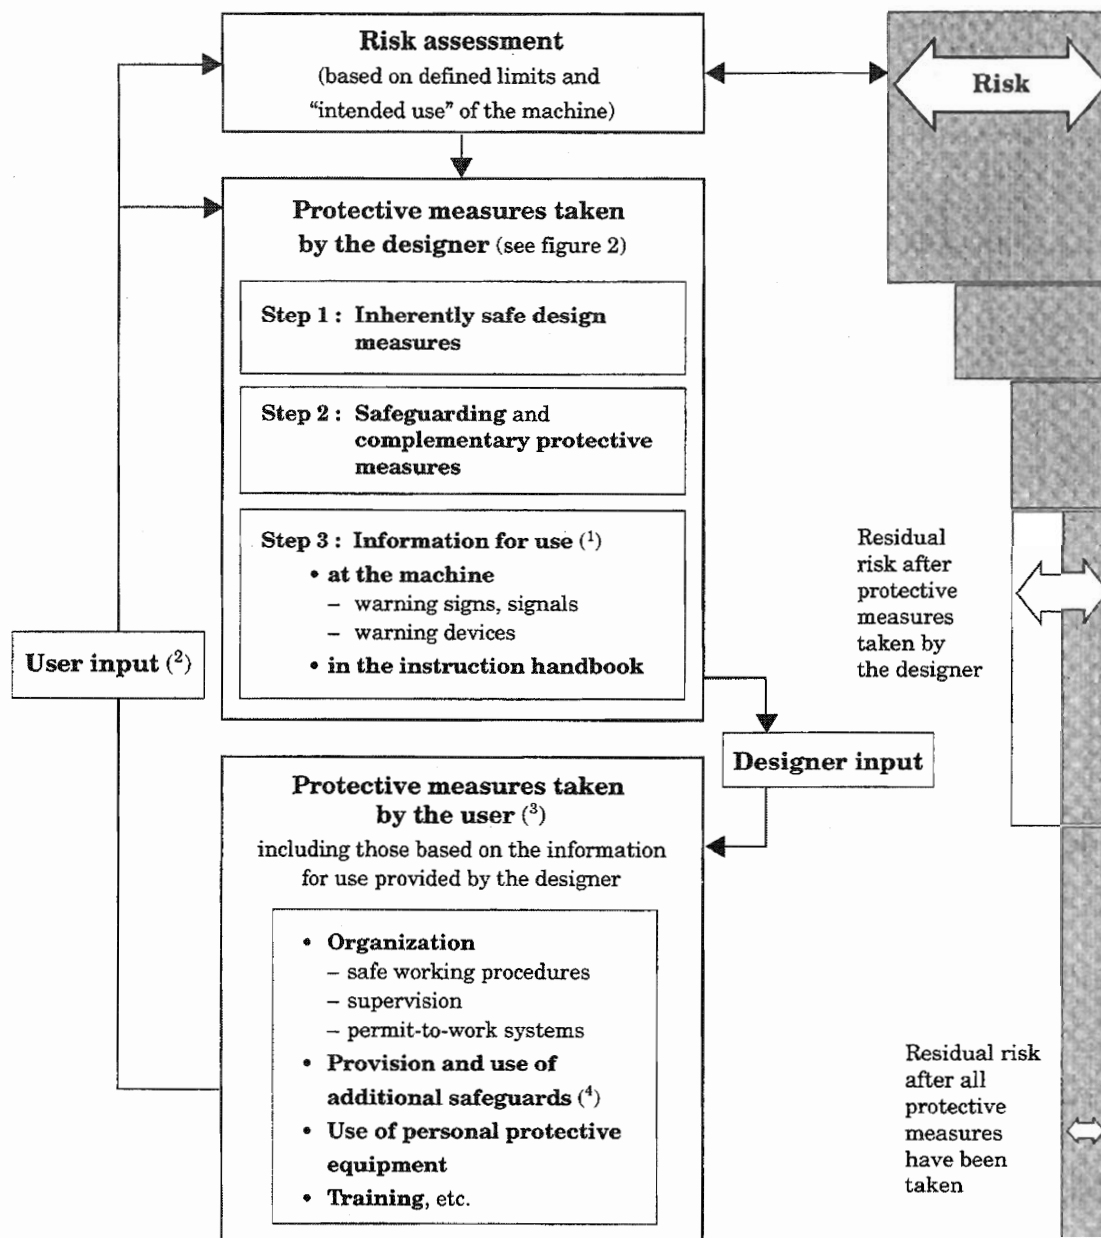 Risk assessment
(based on defined limits and
“intended use” of the machine)
Risk
Protective measures taken
by the designer (see figure 2)
Step 1 : Inherently safe design
measures
Step 2 : Safeguarding and
complementary protective
measures
Step 3 : Information for use (¹)
• at the machine
– warning signs, signals
– warning devices
• in the instruction handbook
Residual
risk after
protective
measures
taken by
the designer
User input (²)
Designer input
Protective measures taken
by the user (³)
including those based on the information
for use provided by the designer
• Organization
– safe working procedures
– supervision
– permit-to-work systems
• Provision and use of
additional safeguards (⁴)
• Use of personal protective
equipment
• Training, etc.
Residual risk
after all
protective
measures
have been
taken